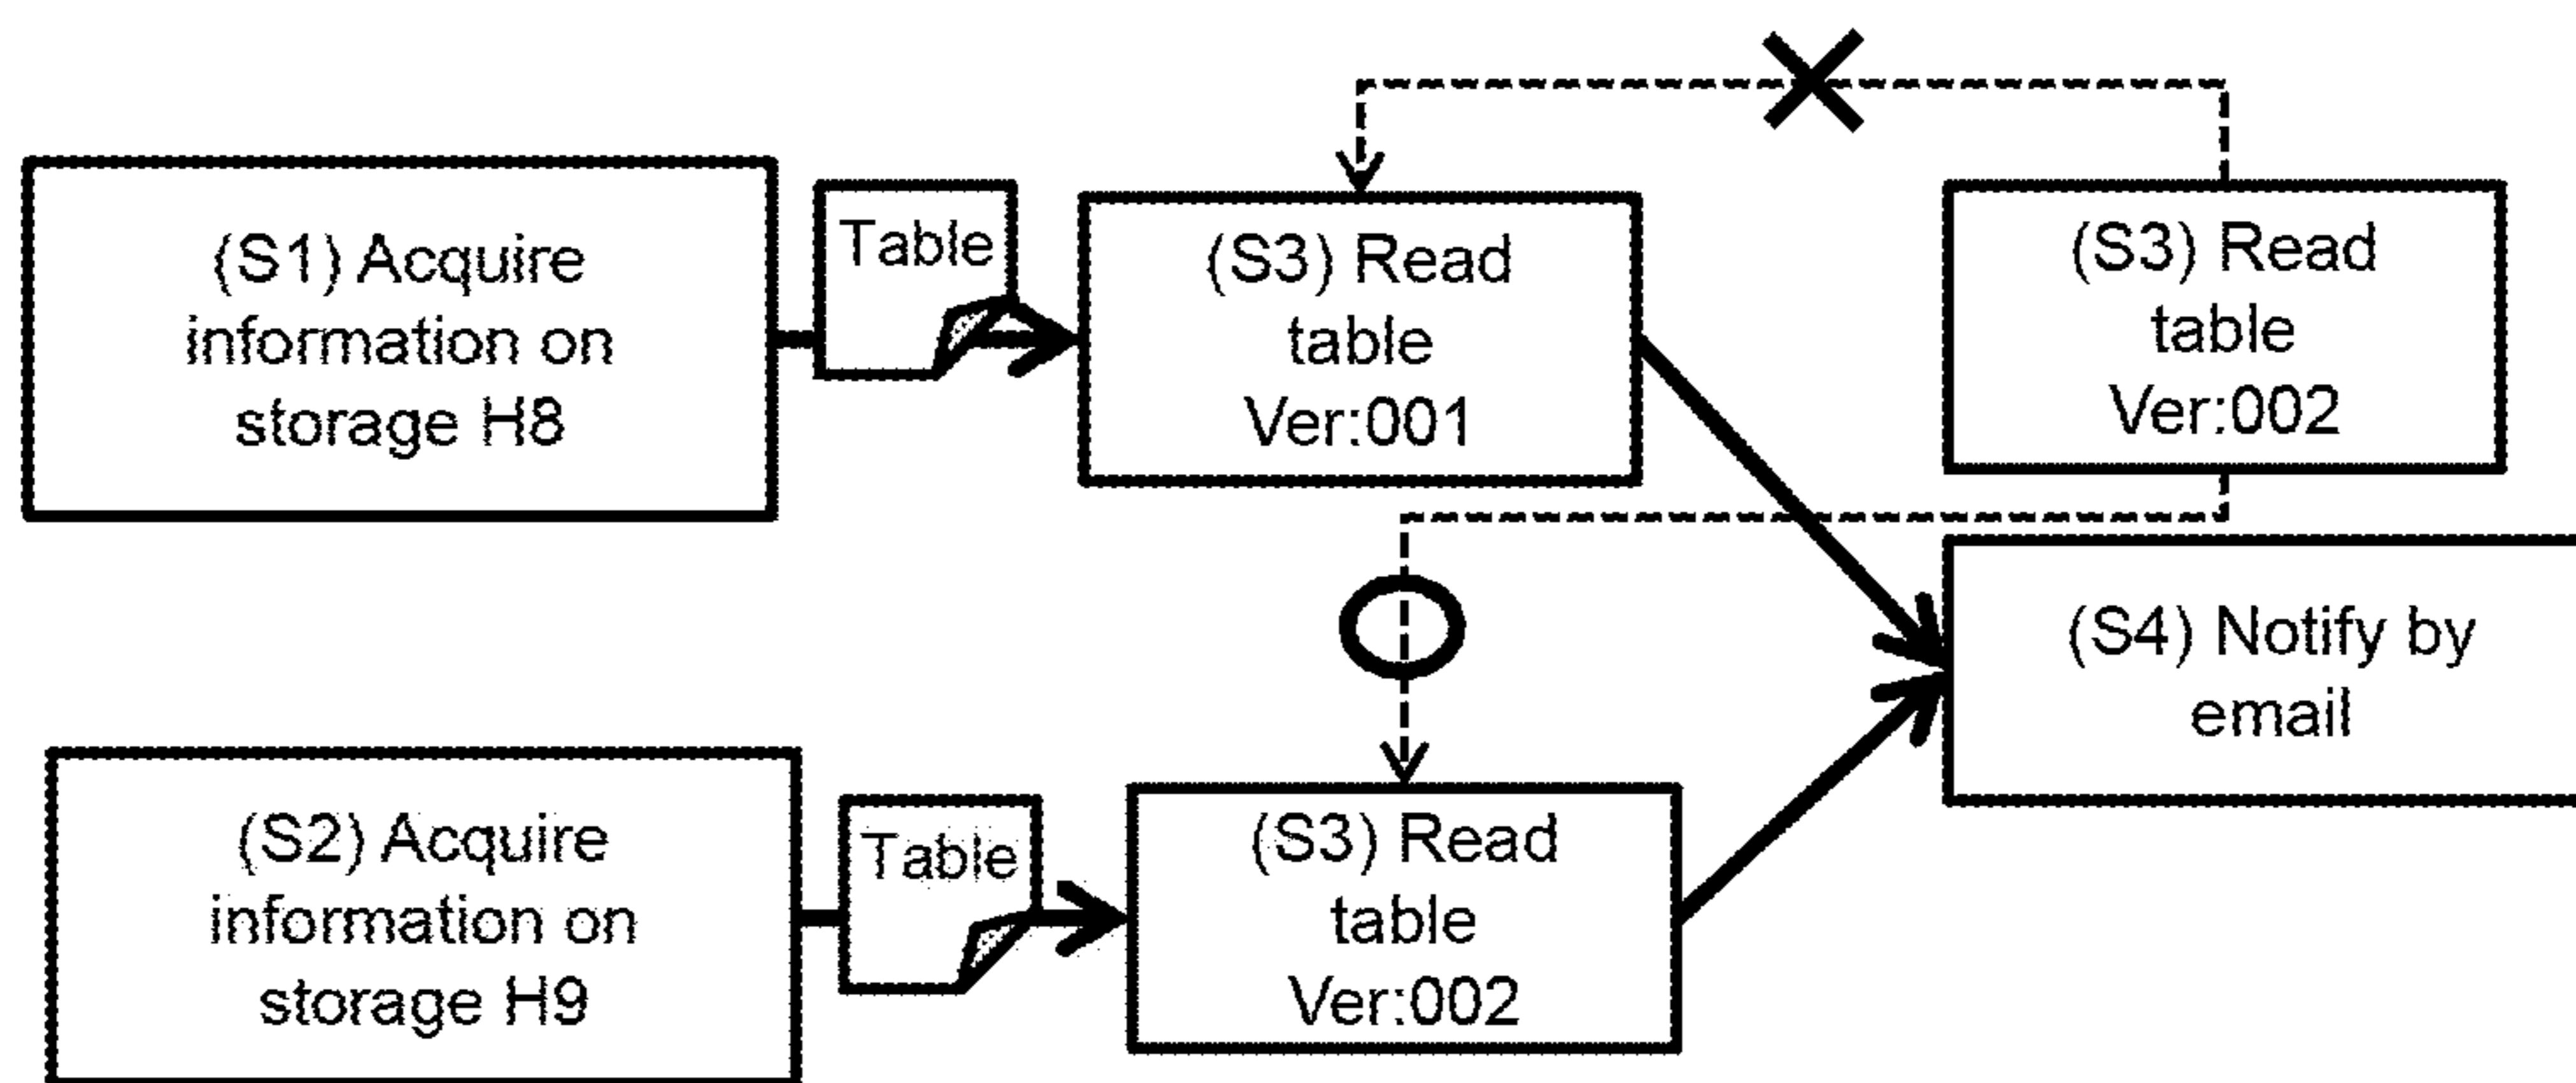 (S1) Acquire
information on
storage H8
Table
(S3) Read
table
Ver:001
(S3) Read
table
Ver:002
(S4) Notify by
email
(S2) Acquire
information on
storage H9
Table
(S3) Read
table
Ver:002